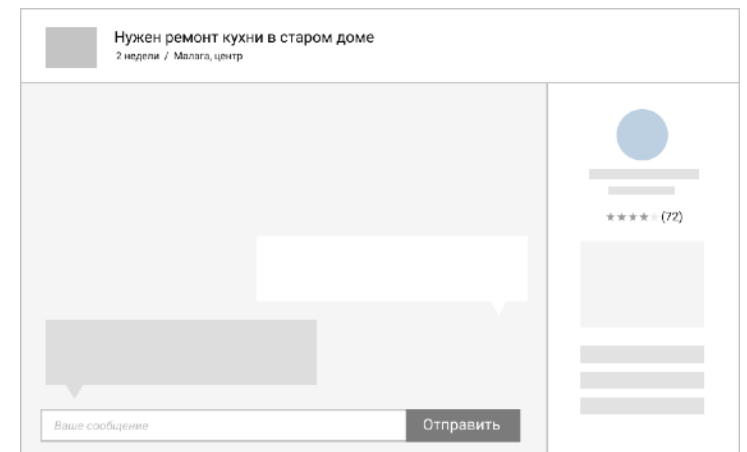 Нужен ремонт кухни в старом доме
2 недели / Малага, центр
★★★★★ (72)
Ваше сообщение
Отправить